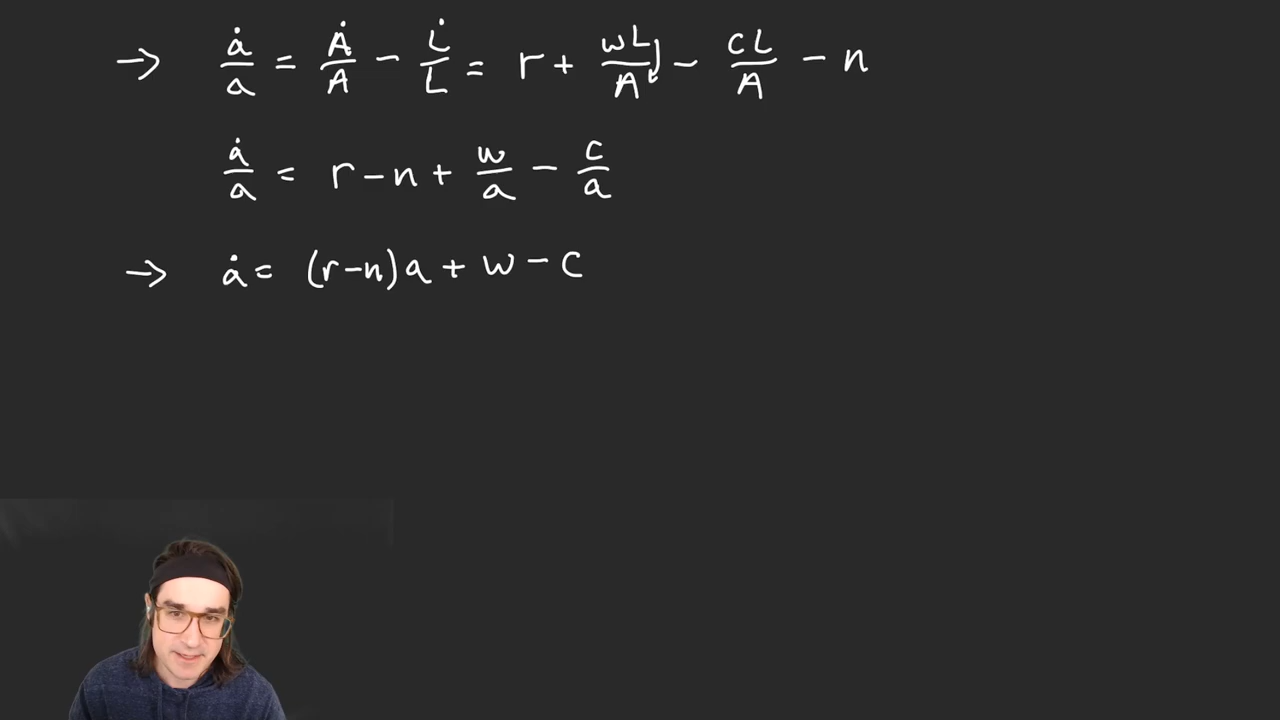 → ȧ/a = Ȧ/A − L̇/L = r + wL/A − cL/A − n
ȧ/a = r − n + w/a − c/a
→ ȧ = (r−n)a + w − c